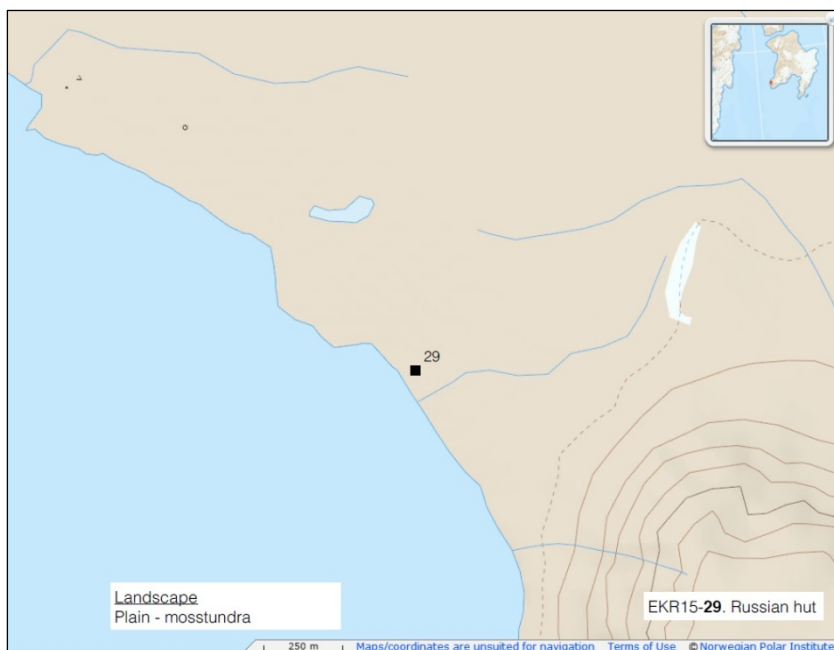 29
Landscape
Plain - mosstundra
EKR15-29. Russian hut
250 m Maps/coordinates are unsuited for navigation Terms of Use © Norwegian Polar Institute